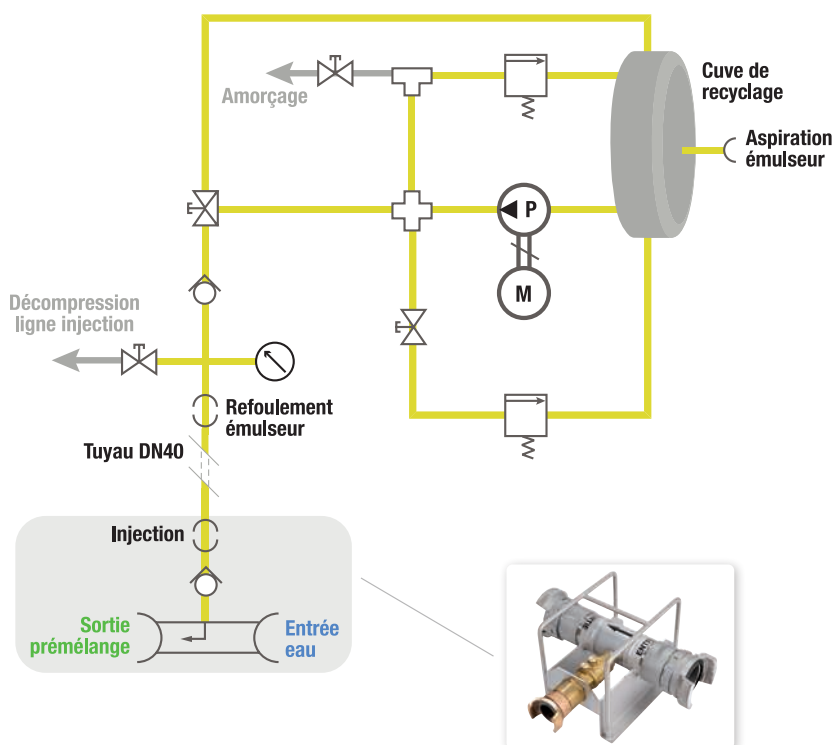 Amorçage
Cuve de
recyclage
Aspiration
émulseur
P
M
Décompression
ligne injection
Refoulement
émulseur
Tuyau DN40
Injection
Sortie
prémélange
Entrée
eau